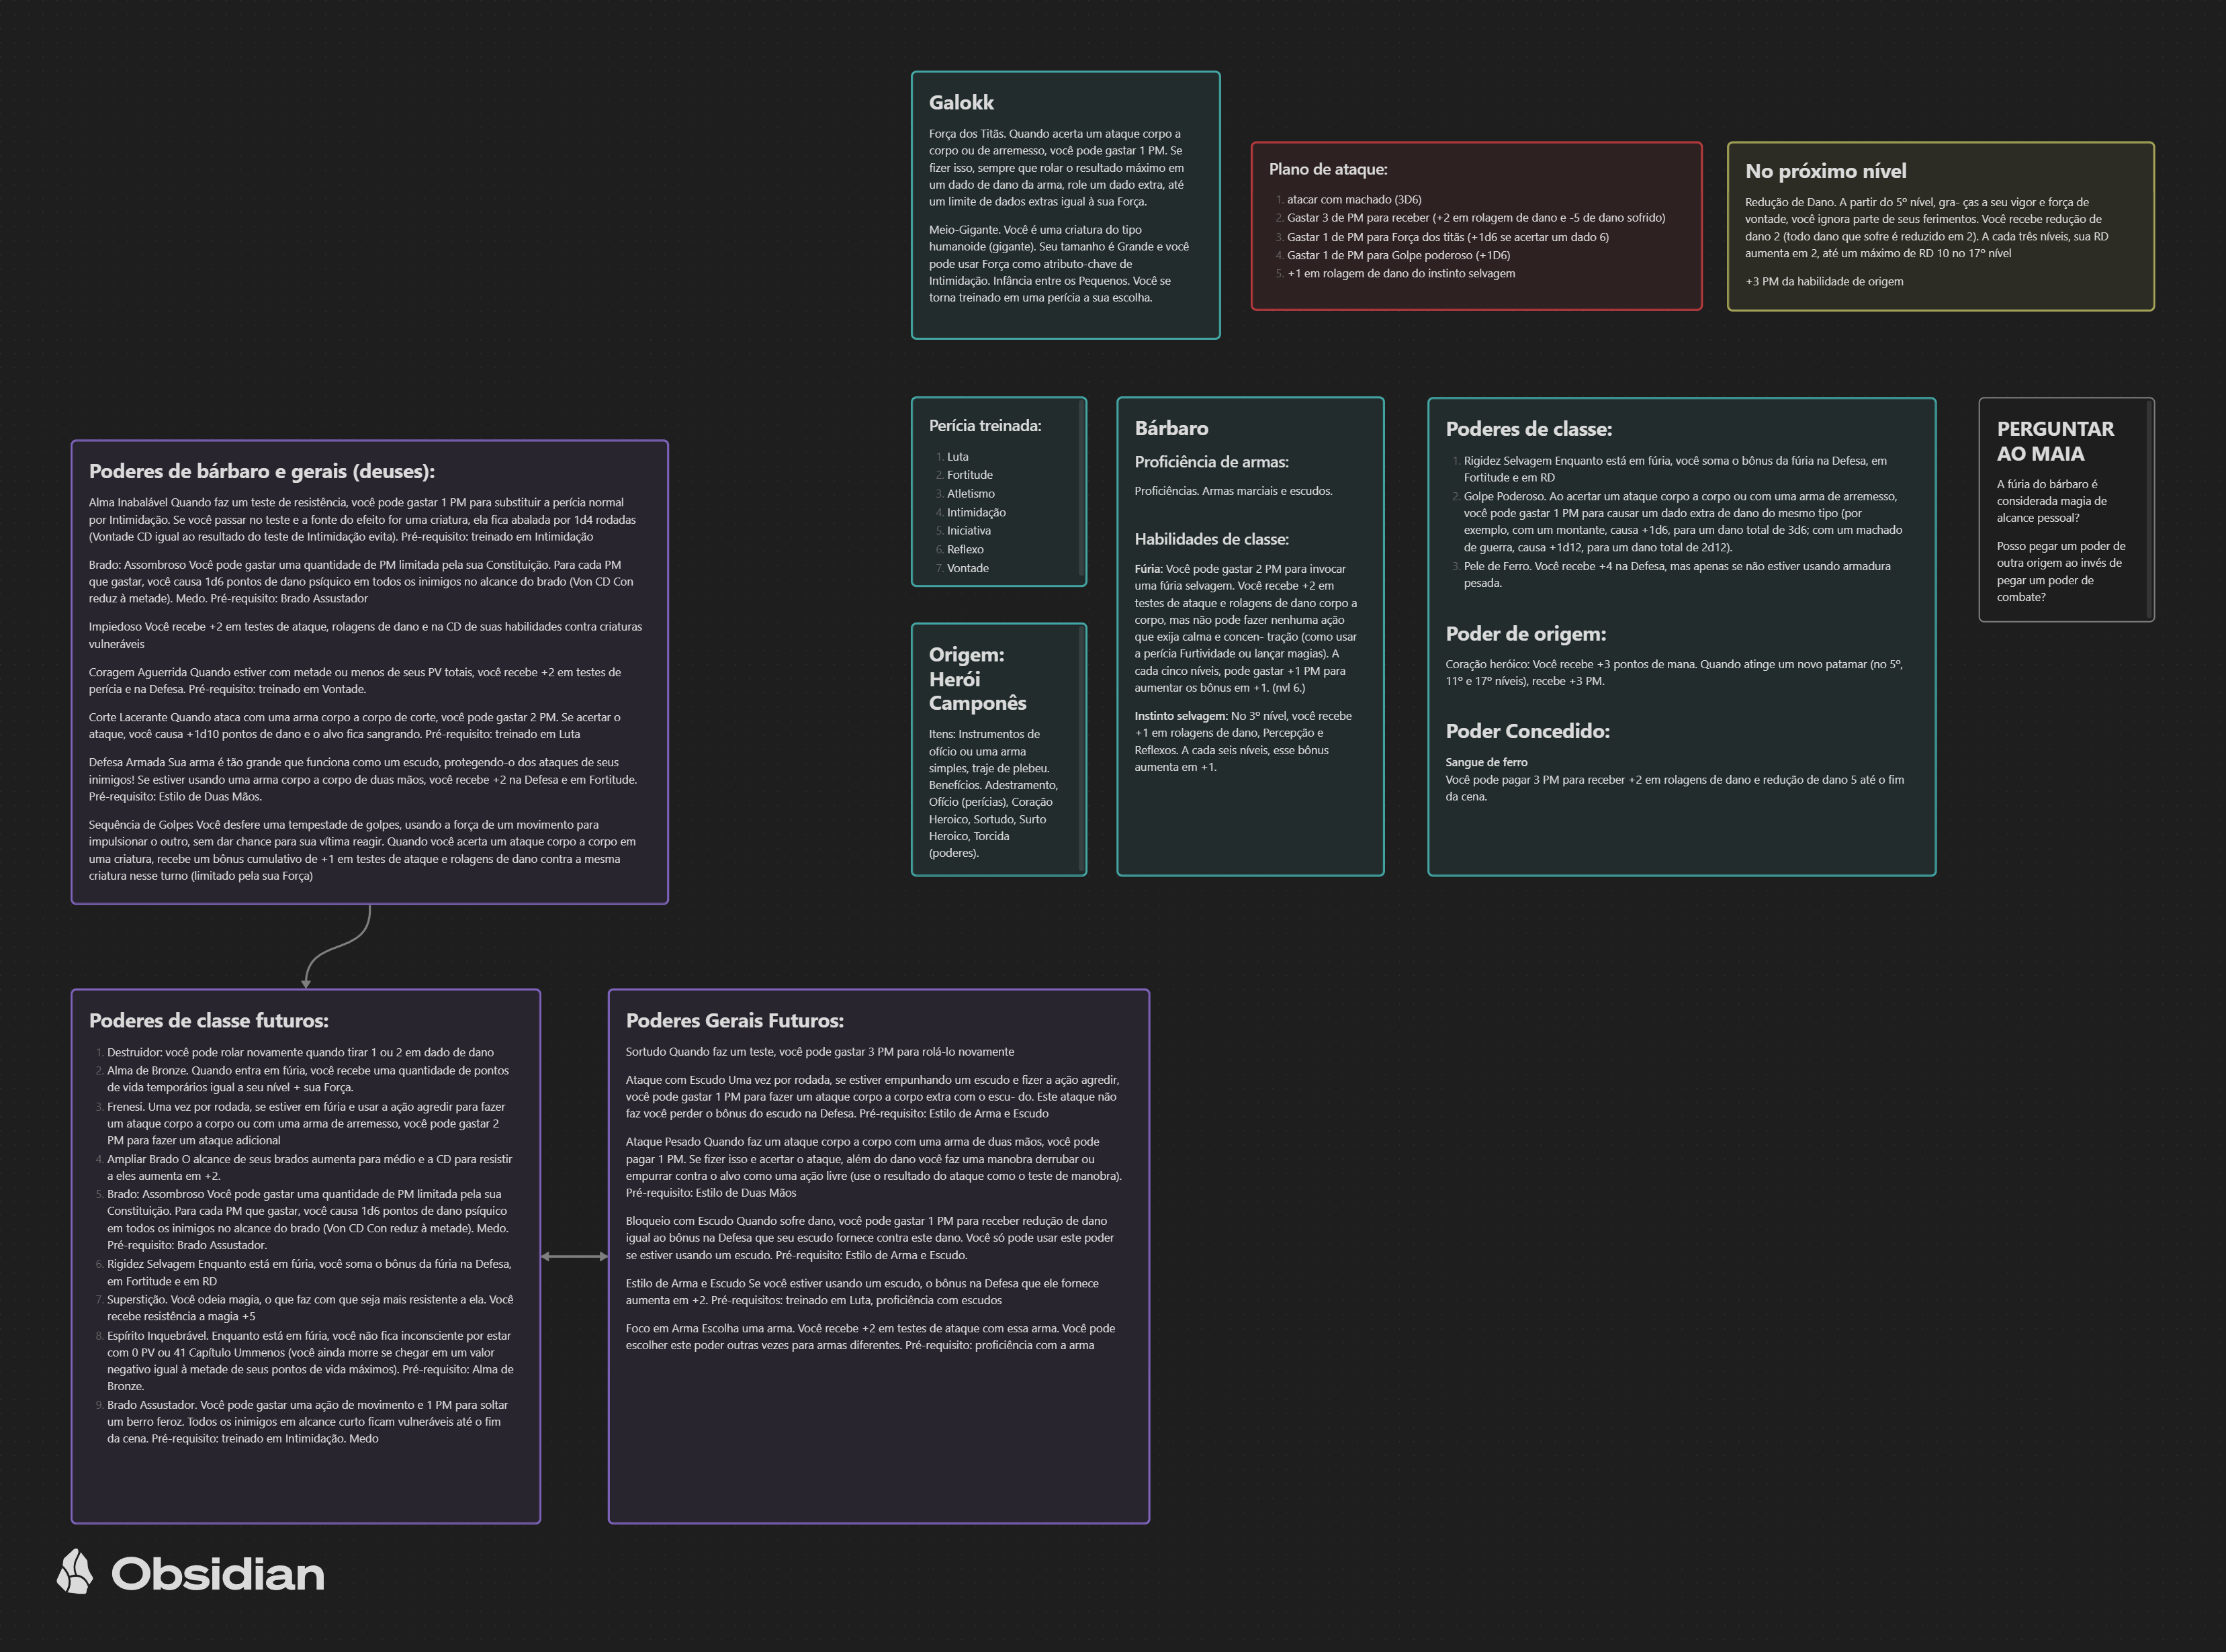 Galokk
Força dos Titãs. Quando acerta um ataque corpo a
corpo ou de arremesso, você pode gastar 1 PM. Se
fizer isso, sempre que rolar o resultado máximo em
um dado de dano da arma, role um dado extra, até
um limite de dados extras igual à sua Força.
Meio-Gigante. Você é uma criatura do tipo
humanoide (gigante). Seu tamanho é Grande e você
pode usar Força como atributo-chave de
Intimidação. Infância entre os Pequenos. Você se
torna treinado em uma perícia a sua escolha.
Plano de ataque:
1. atacar com machado (3D6)
2. Gastar 3 de PM para receber (+2 em rolagem de dano e -5 de dano sofrido)
3. Gastar 1 de PM para Força dos titãs (+1d6 se acertar um dado 6)
4. Gastar 1 de PM para Golpe poderoso (+1D6)
5. +1 em rolagem de dano do instinto selvagem
No próximo nível
Redução de Dano. A partir do 5º nível, gra- ças a seu vigor e força de
vontade, você ignora parte de seus ferimentos. Você recebe redução de
dano 2 (todo dano que sofre é reduzido em 2). A cada três níveis, sua RD
aumenta em 2, até um máximo de RD 10 no 17º nível
+3 PM da habilidade de origem
Perícia treinada:
1. Luta
2. Fortitude
3. Atletismo
4. Intimidação
5. Iniciativa
6. Reflexo
7. Vontade
Origem:
Herói
Camponês
Itens: Instrumentos de
ofício ou uma arma
simples, traje de plebeu.
Benefícios. Adestramento,
Ofício (perícias), Coração
Heroico, Sortudo, Surto
Heroico, Torcida
(poderes).
Bárbaro
Proficiência de armas:
Proficiências. Armas marciais e escudos.
Habilidades de classe:
Fúria: Você pode gastar 2 PM para invocar
uma fúria selvagem. Você recebe +2 em
testes de ataque e rolagens de dano corpo a
corpo, mas não pode fazer nenhuma ação
que exija calma e concen- tração (como usar
a perícia Furtividade ou lançar magias). A
cada cinco níveis, pode gastar +1 PM para
aumentar os bônus em +1. (nvl 6.)
Instinto selvagem: No 3º nível, você recebe
+1 em rolagens de dano, Percepção e
Reflexos. A cada seis níveis, esse bônus
aumenta em +1.
Poderes de classe:
1. Rigidez Selvagem Enquanto está em fúria, você soma o bônus da fúria na Defesa, em
Fortitude e em RD
2. Golpe Poderoso. Ao acertar um ataque corpo a corpo ou com uma arma de arremesso,
você pode gastar 1 PM para causar um dado extra de dano do mesmo tipo (por
exemplo, com um montante, causa +1d6, para um dano total de 3d6; com um machado
de guerra, causa +1d12, para um dano total de 2d12).
3. Pele de Ferro. Você recebe +4 na Defesa, mas apenas se não estiver usando armadura
pesada.
Poder de origem:
Coração heróico: Você recebe +3 pontos de mana. Quando atinge um novo patamar (no 5º,
11º e 17º níveis), recebe +3 PM.
Poder Concedido:
Sangue de ferro
Você pode pagar 3 PM para receber +2 em rolagens de dano e redução de dano 5 até o fim
da cena.
PERGUNTAR
AO MAIA
A fúria do bárbaro é
considerada magia de
alcance pessoal?
Posso pegar um poder de
outra origem ao invés de
pegar um poder de
combate?
Poderes de bárbaro e gerais (deuses):
Alma Inabalável Quando faz um teste de resistência, você pode gastar 1 PM para substituir a perícia normal
por Intimidação. Se você passar no teste e a fonte do efeito for uma criatura, ela fica abalada por 1d4 rodadas
(Vontade CD igual ao resultado do teste de Intimidação evita). Pré-requisito: treinado em Intimidação
Brado: Assombroso Você pode gastar uma quantidade de PM limitada pela sua Constituição. Para cada PM
que gastar, você causa 1d6 pontos de dano psíquico em todos os inimigos no alcance do brado (Von CD Con
reduz à metade). Medo. Pré-requisito: Brado Assustador
Impiedoso Você recebe +2 em testes de ataque, rolagens de dano e na CD de suas habilidades contra criaturas
vulneráveis
Coragem Aguerrida Quando estiver com metade ou menos de seus PV totais, você recebe +2 em testes de
perícia e na Defesa. Pré-requisito: treinado em Vontade.
Corte Lacerante Quando ataca com uma arma corpo a corpo de corte, você pode gastar 2 PM. Se acertar o
ataque, você causa +1d10 pontos de dano e o alvo fica sangrando. Pré-requisito: treinado em Luta
Defesa Armada Sua arma é tão grande que funciona como um escudo, protegendo-o dos ataques de seus
inimigos! Se estiver usando uma arma corpo a corpo de duas mãos, você recebe +2 na Defesa e em Fortitude.
Pré-requisito: Estilo de Duas Mãos.
Sequência de Golpes Você desfere uma tempestade de golpes, usando a força de um movimento para
impulsionar o outro, sem dar chance para sua vítima reagir. Quando você acerta um ataque corpo a corpo em
uma criatura, recebe um bônus cumulativo de +1 em testes de ataque e rolagens de dano contra a mesma
criatura nesse turno (limitado pela sua Força)
Poderes de classe futuros:
1. Destruidor: você pode rolar novamente quando tirar 1 ou 2 em dado de dano
2. Alma de Bronze. Quando entra em fúria, você recebe uma quantidade de pontos
de vida temporários igual a seu nível + sua Força.
3. Frenesi. Uma vez por rodada, se estiver em fúria e usar a ação agredir para fazer
um ataque corpo a corpo ou com uma arma de arremesso, você pode gastar 2
PM para fazer um ataque adicional
4. Ampliar Brado O alcance de seus brados aumenta para médio e a CD para resistir
a eles aumenta em +2.
5. Brado: Assombroso Você pode gastar uma quantidade de PM limitada pela sua
Constituição. Para cada PM que gastar, você causa 1d6 pontos de dano psíquico
em todos os inimigos no alcance do brado (Von CD Con reduz à metade). Medo.
Pré-requisito: Brado Assustador.
6. Rigidez Selvagem Enquanto está em fúria, você soma o bônus da fúria na Defesa,
em Fortitude e em RD
7. Superstição. Você odeia magia, o que faz com que seja mais resistente a ela. Você
recebe resistência a magia +5
8. Espírito Inquebrável. Enquanto está em fúria, você não fica inconsciente por estar
com 0 PV ou 41 Capítulo Ummenos (você ainda morre se chegar em um valor
negativo igual à metade de seus pontos de vida máximos). Pré-requisito: Alma de
Bronze.
9. Brado Assustador. Você pode gastar uma ação de movimento e 1 PM para soltar
um berro feroz. Todos os inimigos em alcance curto ficam vulneráveis até o fim
da cena. Pré-requisito: treinado em Intimidação. Medo
Poderes Gerais Futuros:
Sortudo Quando faz um teste, você pode gastar 3 PM para rolá-lo novamente
Ataque com Escudo Uma vez por rodada, se estiver empunhando um escudo e fizer a ação agredir,
você pode gastar 1 PM para fazer um ataque corpo a corpo extra com o escu- do. Este ataque não
faz você perder o bônus do escudo na Defesa. Pré-requisito: Estilo de Arma e Escudo
Ataque Pesado Quando faz um ataque corpo a corpo com uma arma de duas mãos, você pode
pagar 1 PM. Se fizer isso e acertar o ataque, além do dano você faz uma manobra derrubar ou
empurrar contra o alvo como uma ação livre (use o resultado do ataque como o teste de manobra).
Pré-requisito: Estilo de Duas Mãos
Bloqueio com Escudo Quando sofre dano, você pode gastar 1 PM para receber redução de dano
igual ao bônus na Defesa que seu escudo fornece contra este dano. Você só pode usar este poder
se estiver usando um escudo. Pré-requisito: Estilo de Arma e Escudo.
Estilo de Arma e Escudo Se você estiver usando um escudo, o bônus na Defesa que ele fornece
aumenta em +2. Pré-requisitos: treinado em Luta, proficiência com escudos
Foco em Arma Escolha uma arma. Você recebe +2 em testes de ataque com essa arma. Você pode
escolher este poder outras vezes para armas diferentes. Pré-requisito: proficiência com a arma
Obsidian